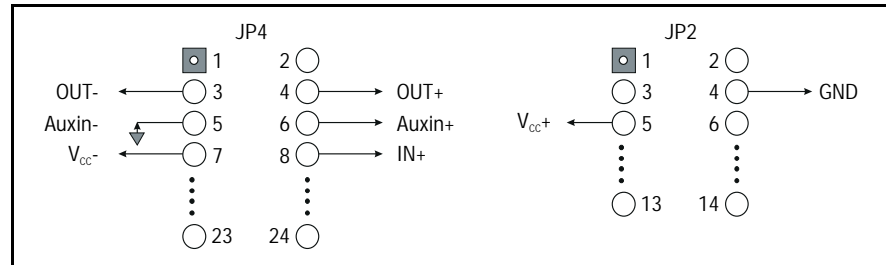 JP4 JP2
1 2 1 2
OUT- 3 4 OUT+ 3 4 GND
Auxin- 5 6 Auxin+ Vcc+ 5 6
Vcc- 7 8 IN+
13 14
23 24